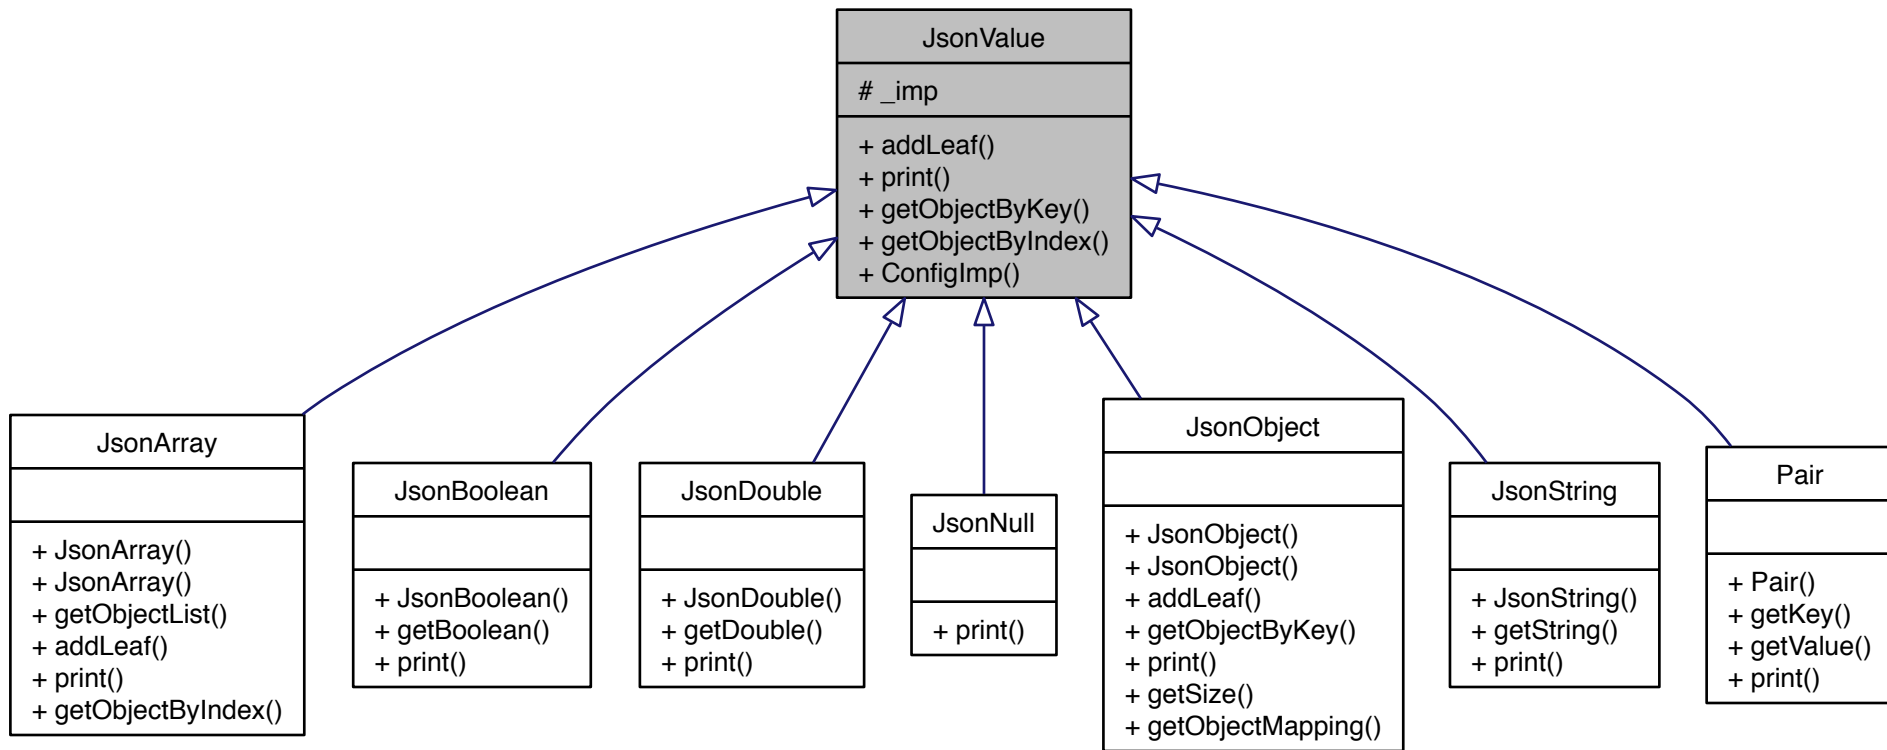 JsonValue
# _imp
+ addLeaf()
+ print()
+ getObjectByKey()
+ getObjectByIndex()
+ ConfigImp()
JsonArray
+ JsonArray()
+ JsonArray()
+ getObjectList()
+ addLeaf()
+ print()
+ getObjectByIndex()
JsonBoolean
+ JsonBoolean()
+ getBoolean()
+ print()
JsonDouble
+ JsonDouble()
+ getDouble()
+ print()
JsonNull
+ print()
JsonObject
+ JsonObject()
+ JsonObject()
+ addLeaf()
+ getObjectByKey()
+ print()
+ getSize()
+ getObjectMapping()
JsonString
+ JsonString()
+ getString()
+ print()
Pair
+ Pair()
+ getKey()
+ getValue()
+ print()